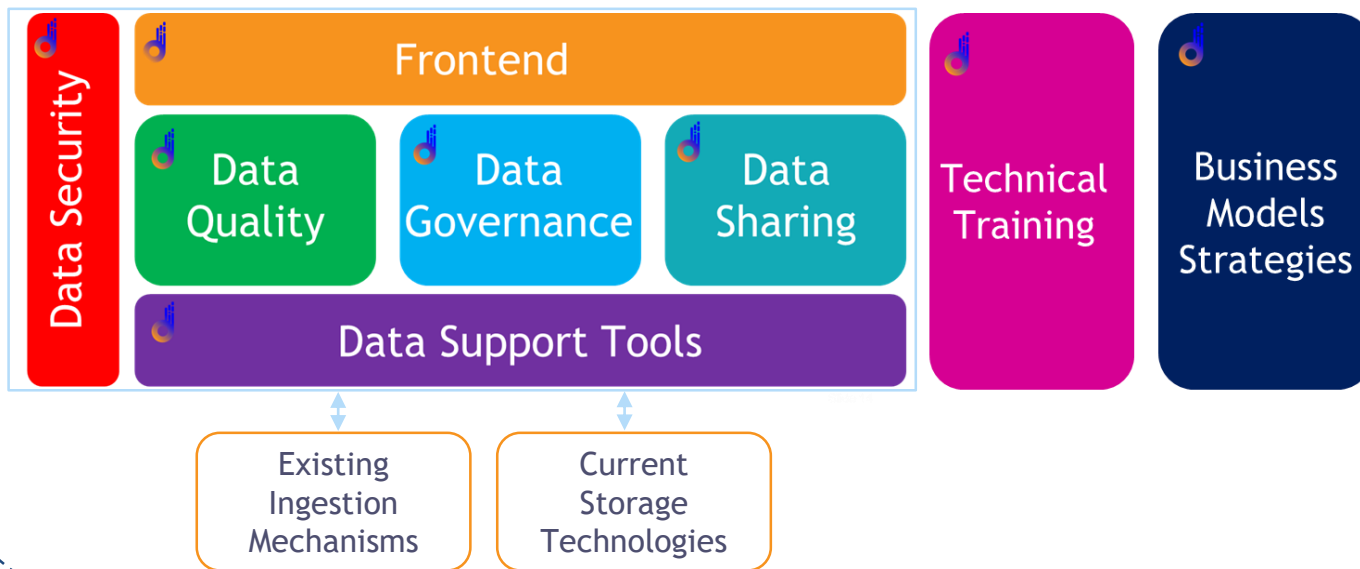 Data Security
Frontend
Data
Quality
Data
Governance
Data
Sharing
Data Support Tools
Technical
Training
Business
Models
Strategies
Existing
Ingestion
Mechanisms
Current
Storage
Technologies